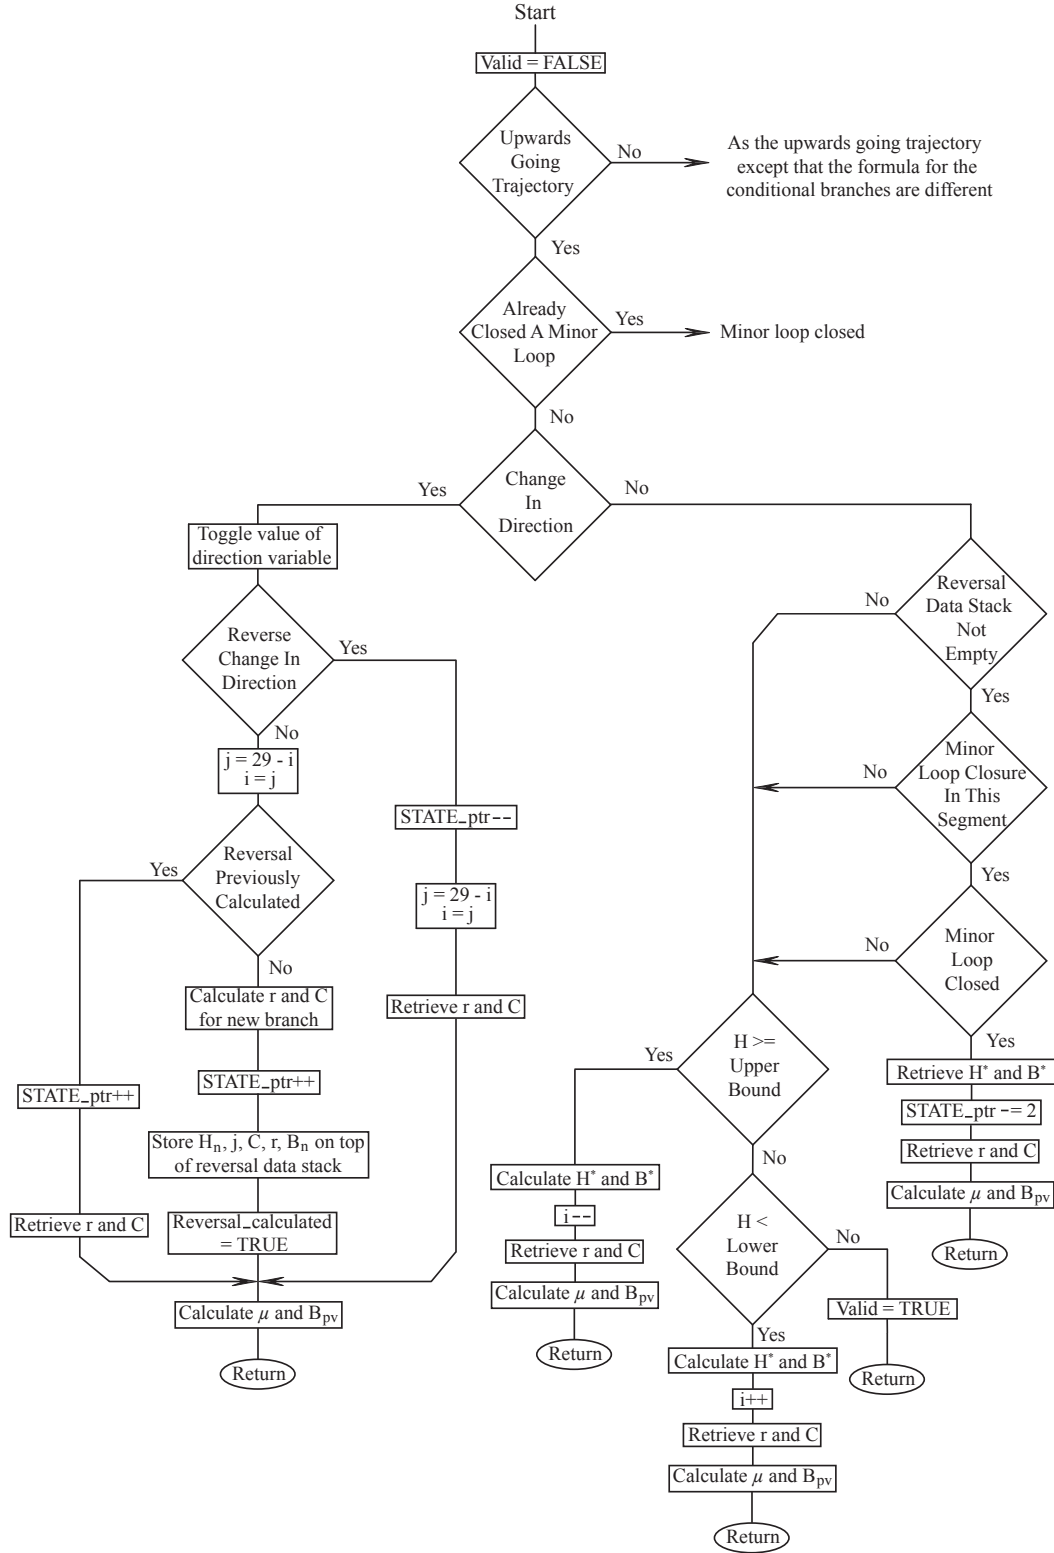 Start
Valid = FALSE
Upwards
Going
Trajectory
No
As the upwards going trajectory
except that the formula for the
conditional branches are different
Yes
Already
Closed A Minor
Loop
Yes
Minor loop closed
No
Change
In
Direction
Yes
No
Toggle value of
direction variable
Reverse
Change In
Direction
Yes
No
j = 29 - i
i = j
STATE_ptr--
j = 29 - i
i = j
Retrieve r and C
Reversal
Previously
Calculated
Yes
No
Calculate r and C
for new branch
STATE_ptr++
STATE_ptr++
Store Hn, j, C, r, Bn on top
of reversal data stack
Retrieve r and C
Reversal_calculated
= TRUE
Calculate μ and Bpv
Return
Reversal
Data Stack
Not
Empty
No
Yes
Minor
Loop Closure
In This
Segment
No
Yes
Minor
Loop
Closed
No
Yes
Retrieve H* and B*
STATE_ptr -= 2
Retrieve r and C
Calculate μ and Bpv
Return
H >=
Upper
Bound
Yes
No
Calculate H* and B*
i--
Retrieve r and C
Calculate μ and Bpv
Return
H <
Lower
Bound
No
Valid = TRUE
Return
Yes
Calculate H* and B*
i++
Retrieve r and C
Calculate μ and Bpv
Return